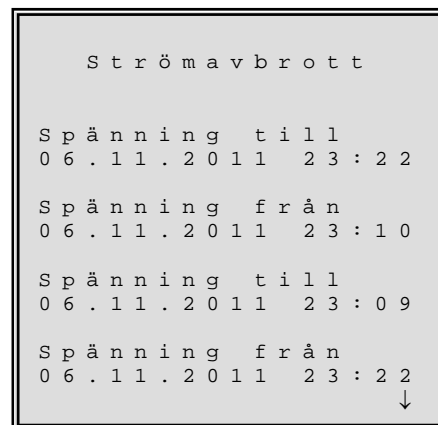 Strömavbrott
Spänning till
06.11.2011 23:22
Spänning från
06.11.2011 23:10
Spänning till
06.11.2011 23:09
Spänning från
06.11.2011 23:22
↓